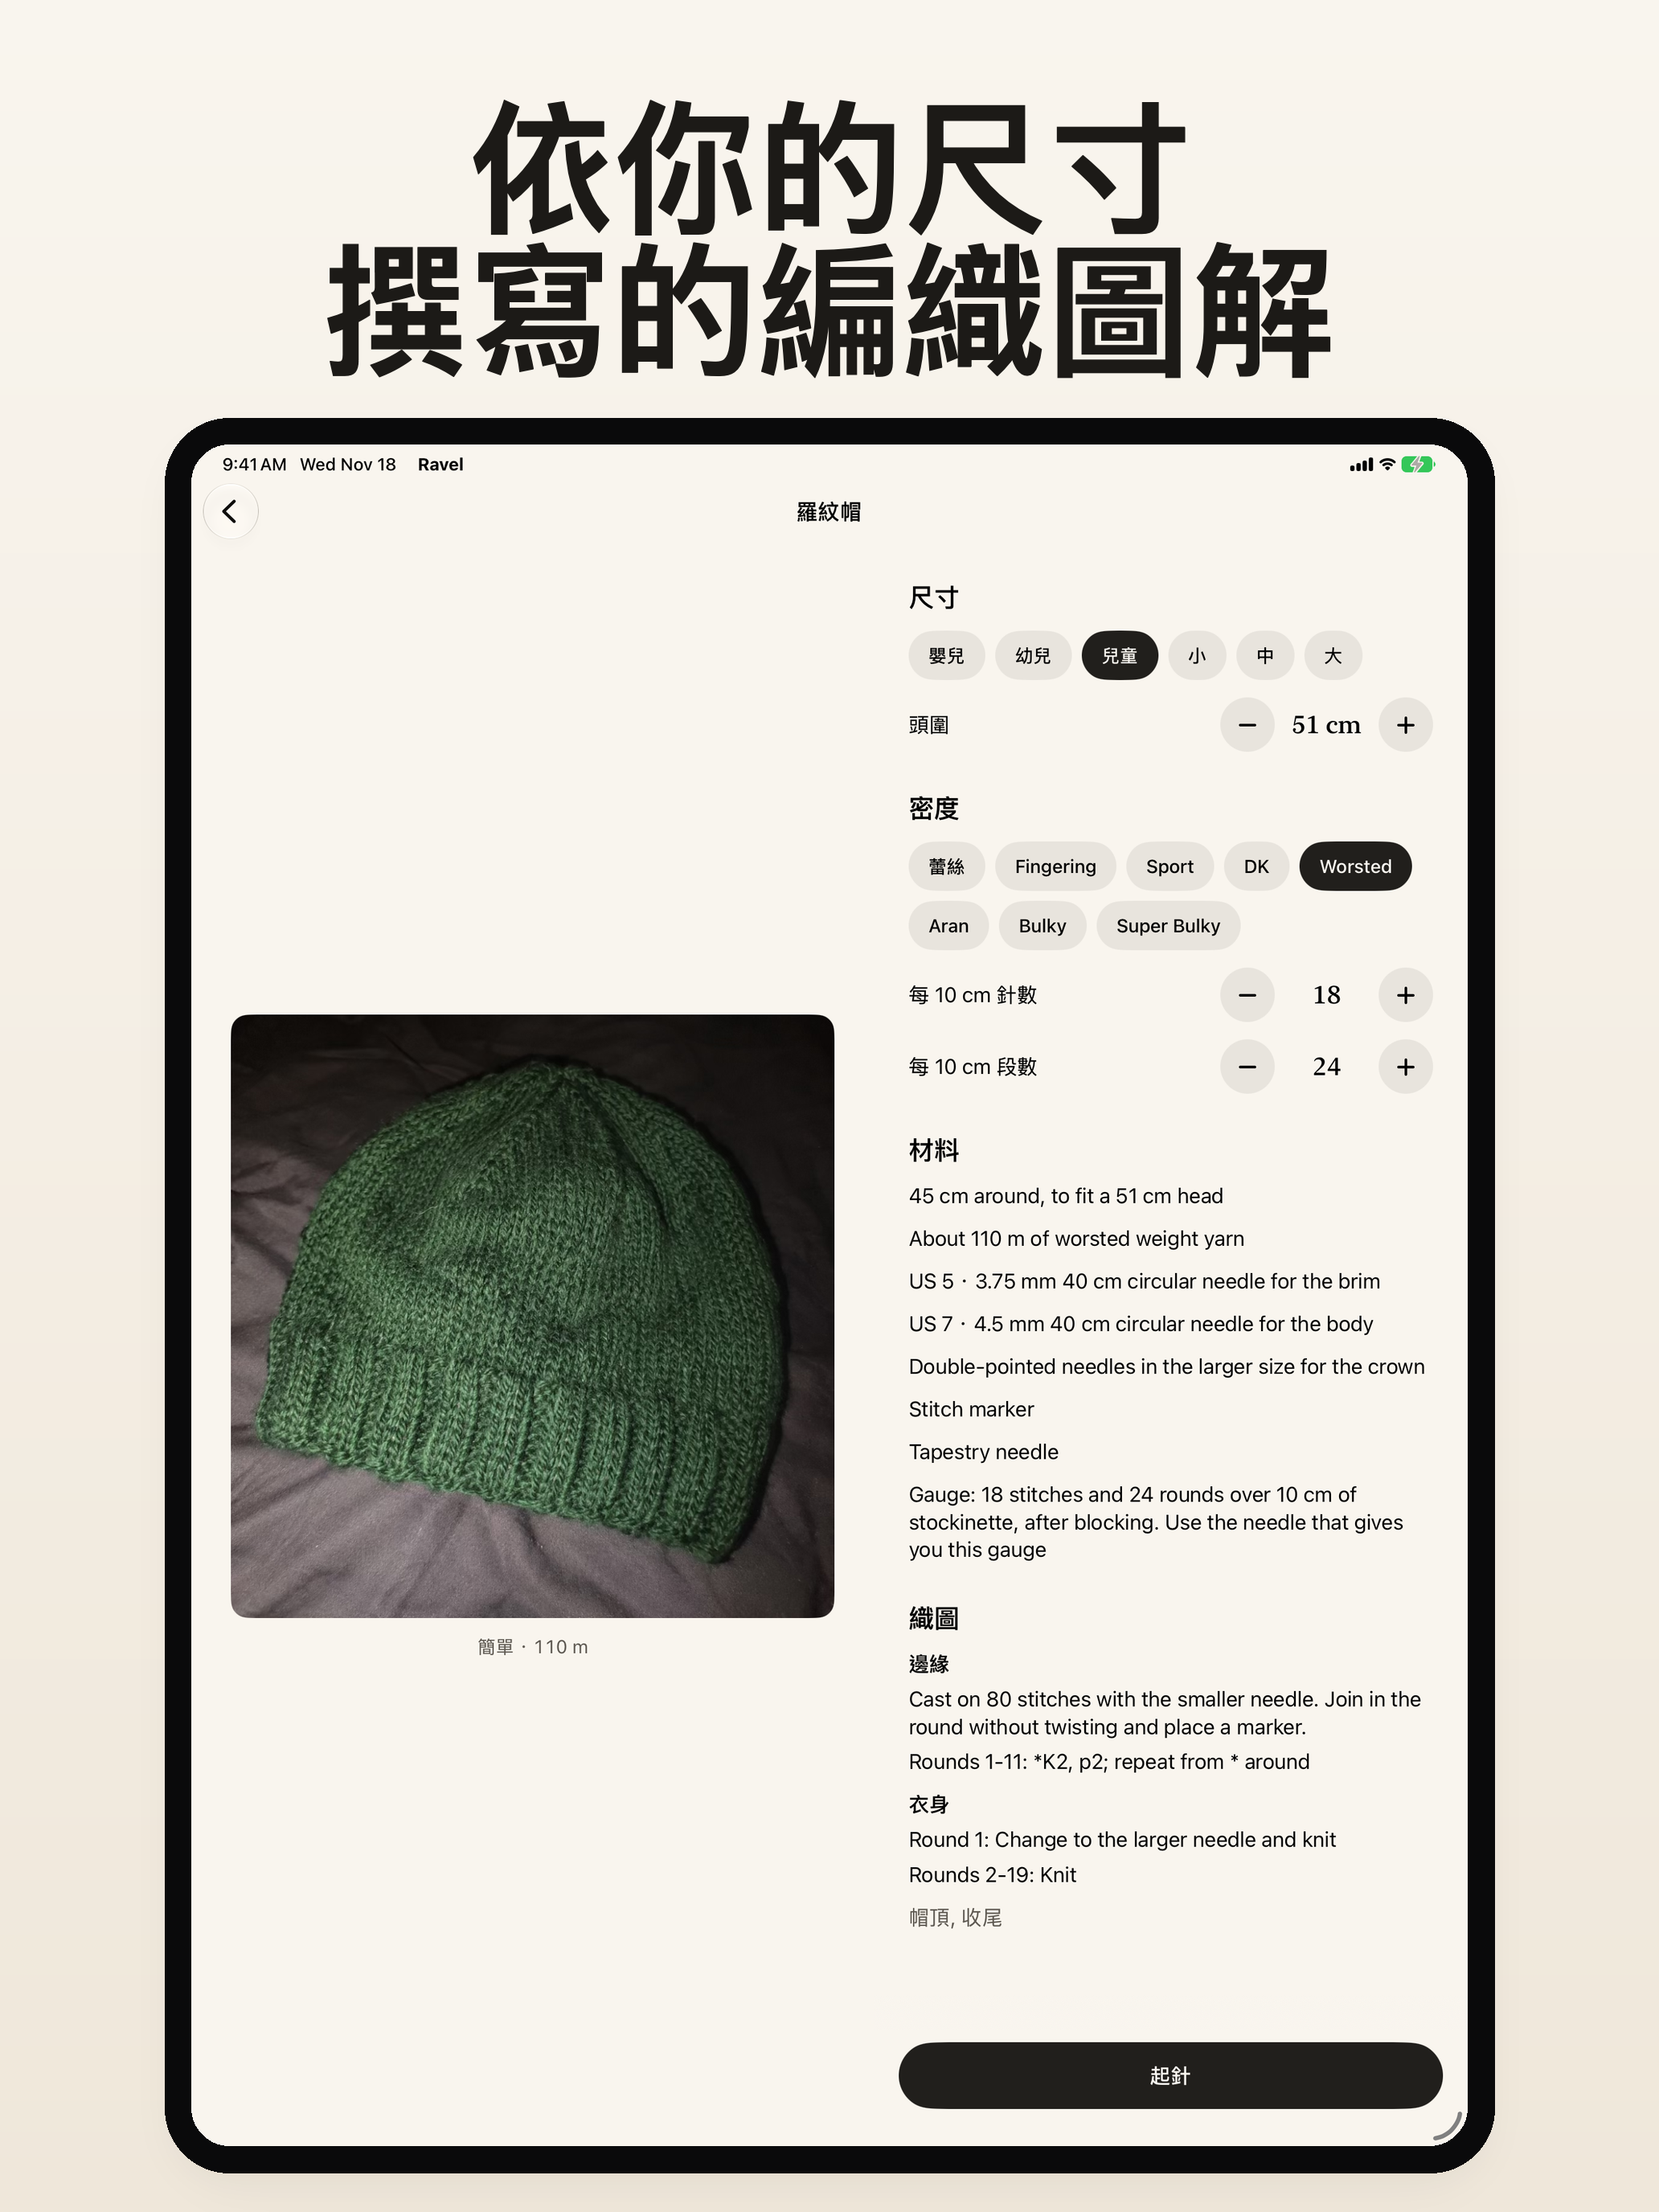 依你的尺寸
撰寫的編織圖解
9:41 AM Wed Nov 18 Ravel
羅紋帽
尺寸
嬰兒 幼兒 兒童 小 中 大
頭圍 51 cm
密度
蕾絲 Fingering Sport DK Worsted
Aran Bulky Super Bulky
每 10 cm 針數 18
每 10 cm 段數 24
材料
45 cm around, to fit a 51 cm head
About 110 m of worsted weight yarn
US 5 · 3.75 mm 40 cm circular needle for the brim
US 7 · 4.5 mm 40 cm circular needle for the body
Double-pointed needles in the larger size for the crown
Stitch marker
Tapestry needle
Gauge: 18 stitches and 24 rounds over 10 cm of
stockinette, after blocking. Use the needle that gives
you this gauge
簡單 · 110 m
織圖
邊緣
Cast on 80 stitches with the smaller needle. Join in the
round without twisting and place a marker.
Rounds 1-11: *K2, p2; repeat from * around
衣身
Round 1: Change to the larger needle and knit
Rounds 2-19: Knit
帽頂, 收尾
起針